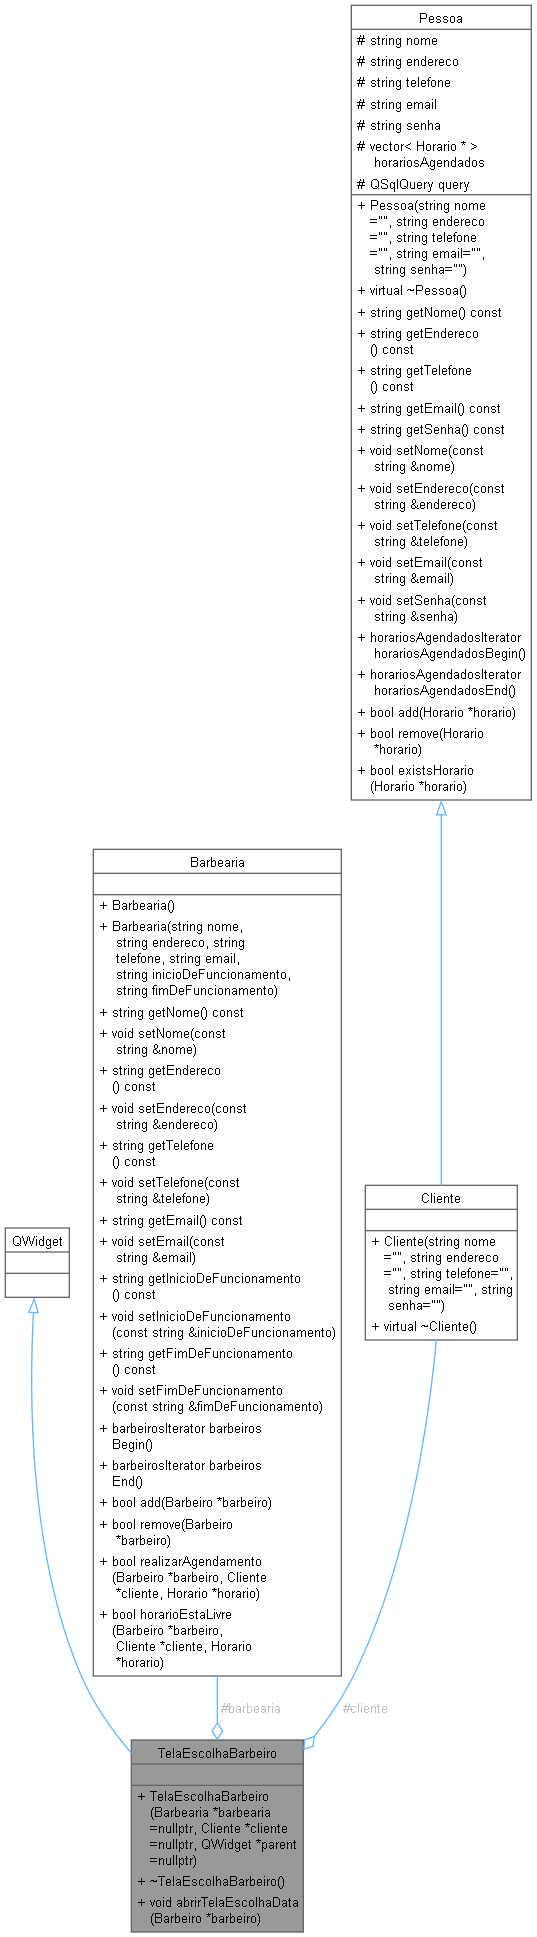 Pessoa
# string nome
# string endereco
# string telefone
# string email
# string senha
# vector< Horario * >
horariosAgendados
# QSqlQuery query
+ Pessoa(string nome
="", string endereco
="", string telefone
="", string email="",
string senha="")
+ virtual ~Pessoa()
+ string getNome() const
+ string getEndereco
() const
+ string getTelefone
() const
+ string getEmail() const
+ string getSenha() const
+ void setNome(const
string &nome)
+ void setEndereco(const
string &endereco)
+ void setTelefone(const
string &telefone)
+ void setEmail(const
string &email)
+ void setSenha(const
string &senha)
+ horariosAgendadosIterator
horariosAgendadosBegin()
+ horariosAgendadosIterator
horariosAgendadosEnd()
+ bool add(Horario *horario)
+ bool remove(Horario
*horario)
+ bool existsHorario
(Horario *horario)
Barbearia
+ Barbearia()
+ Barbearia(string nome,
string endereco, string
telefone, string email,
string inicioDeFuncionamento,
string fimDeFuncionamento)
+ string getNome() const
+ void setNome(const
string &nome)
+ string getEndereco
() const
+ void setEndereco(const
string &endereco)
+ string getTelefone
() const
+ void setTelefone(const
string &telefone)
+ string getEmail() const
+ void setEmail(const
string &email)
+ string getInicioDeFuncionamento
() const
+ void setInicioDeFuncionamento
(const string &inicioDeFuncionamento)
+ string getFimDeFuncionamento
() const
+ void setFimDeFuncionamento
(const string &fimDeFuncionamento)
+ barbeirosIterator barbeiros
Begin()
+ barbeirosIterator barbeiros
End()
+ bool add(Barbeiro *barbeiro)
+ bool remove(Barbeiro
*barbeiro)
+ bool realizarAgendamento
(Barbeiro *barbeiro, Cliente
*cliente, Horario *horario)
+ bool horarioEstaLivre
(Barbeiro *barbeiro,
Cliente *cliente, Horario
*horario)
Cliente
+ Cliente(string nome
="", string endereco
="", string telefone="",
string email="", string
senha="")
+ virtual ~Cliente()
QWidget
#barbearia
#cliente
TelaEscolhaBarbeiro
+ TelaEscolhaBarbeiro
(Barbearia *barbearia
=nullptr, Cliente *cliente
=nullptr, QWidget *parent
=nullptr)
+ ~TelaEscolhaBarbeiro()
+ void abrirTelaEscolhaData
(Barbeiro *barbeiro)